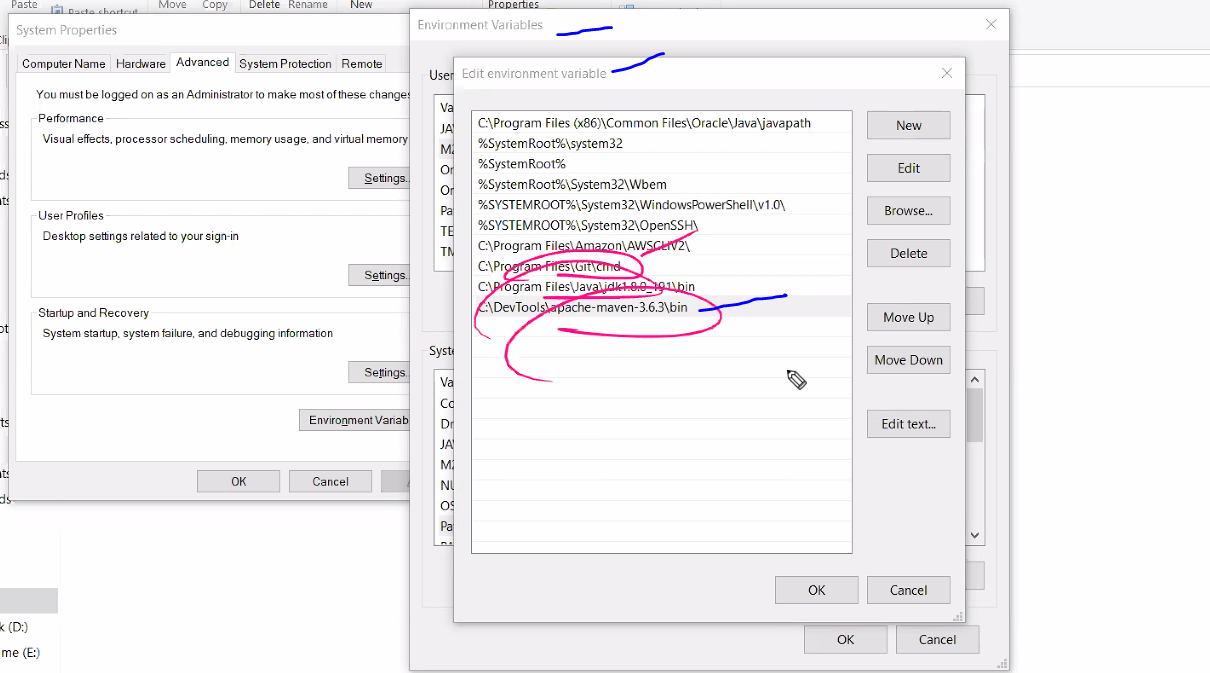 Paste
Paste shortcut
Move
Copy
Delete
Rename
New
Properties
System Properties
Computer Name
Hardware
Advanced
System Protection
Remote
You must be logged on as an Administrator to make most of these changes
Performance
Visual effects, processor scheduling, memory usage, and virtual memory
Settings..
User Profiles
Desktop settings related to your sign-in
Settings..
Startup and Recovery
System startup, system failure, and debugging information
Settings..
Environment Variab
OK
Cancel
k (D:)
me (E:)
Environment Variables
User
Va
JA
M2
On
On
Pa
TE
TM
Syste
Va
Co
Dr
JA
M2
NU
OS
Pa
Edit environment variable
C:\Program Files (x86)\Common Files\Oracle\Java\javapath
%SystemRoot%\system32
%SystemRoot%
%SystemRoot%\System32\Wbem
%SYSTEMROOT%\System32\WindowsPowerShell\v1.0\
%SYSTEMROOT%\System32\OpenSSH\
C:\Program Files\Amazon\AWSCLIV2\
C:\Program Files\Git\cmd
C:\Program Files\Java\jdk1.8.0_191\bin
C:\DevTools\apache-maven-3.6.3\bin
New
Edit
Browse...
Delete
Move Up
Move Down
Edit text...
OK
Cancel
OK
Cancel